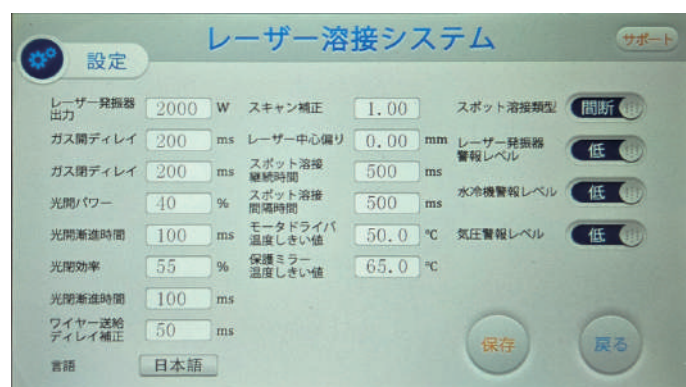 レーザー溶接システム
設定
サポート
レーザー発振器
出力
2000 W
ガス開ディレイ 200 ms
ガス閉ディレイ 200 ms
光開パワー 40 %
光開漸進時間 100 ms
光閉効率 55 %
光閉漸進時間 100 ms
ワイヤー送給
ディレイ補正
50 ms
言語 日本語
スキャン補正 1.00
レーザー中心偏り 0.00 mm
スポット溶接
継続時間
500 ms
スポット溶接
間隔時間
500 ms
モータドライバ
温度しきい値
50.0 ℃
保護ミラー
温度しきい値
65.0 ℃
スポット溶接類型 間断
レーザー発振器
警報レベル
低
水冷機警報レベル 低
気圧警報レベル 低
保存
戻る